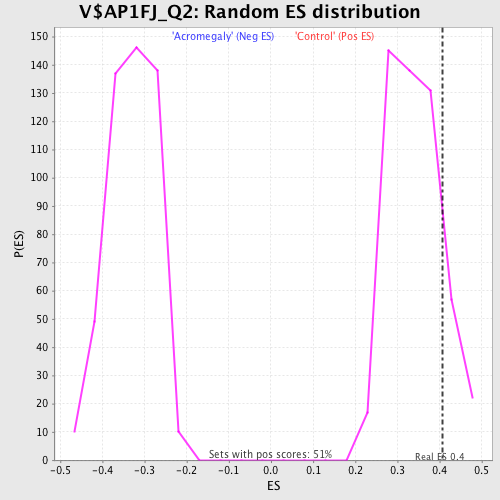 V$AP1FJ_Q2: Random ES distribution
'Acromegaly' (Neg ES) 'Control' (Pos ES)
150
140
130
120
110
100
90
80
70
60
50
40
30
20
10
0
P(ES)
Sets with pos scores: 51%
Real ES 0.4
-0.5 -0.4 -0.3 -0.2 -0.1 0.0 0.1 0.2 0.3 0.4 0.5
ES